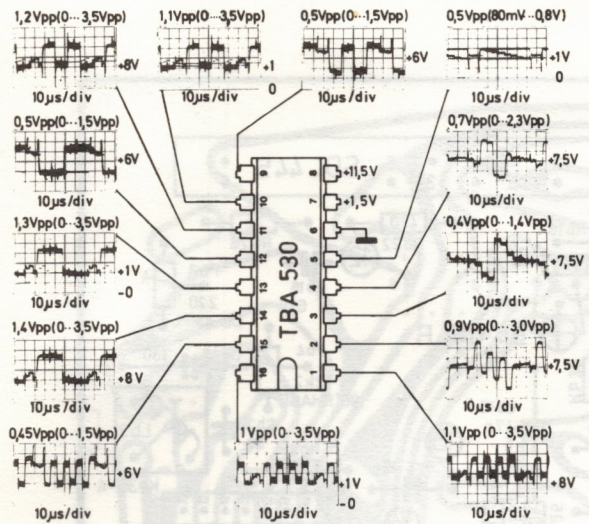 1,2Vpp(0···3,5Vpp)
+8V
10µs/div
1,1Vpp(0···3,5Vpp)
+1
0
10µs/div
0,5Vpp(0···1,5Vpp)
+6V
10µs/div
0,5Vpp(80mV···0,8V)
+1V
0
10µs/div
0,5Vpp(0···1,5Vpp)
+6V
10µs/div
0,7Vpp(0···2,3Vpp)
+7,5V
10µs/div
1,3Vpp(0···3,5Vpp)
+1V
-0
10µs/div
0,4Vpp(0···1,4Vpp)
+7,5V
10µs/div
1,4Vpp(0···3,5Vpp)
+8V
10µs/div
0,9Vpp(0···3,0Vpp)
+7,5V
10µs/div
0,45Vpp(0···1,5Vpp)
+6V
10µs/div
1Vpp(0···3,5Vpp)
+1V
-0
10µs/div
1,1Vpp(0···3,5Vpp)
+8V
10µs/div
TBA 530
9 8 +11,5V
10 7 +1,5V
11 6
12 5
13 4
14 3
15 2
16 1